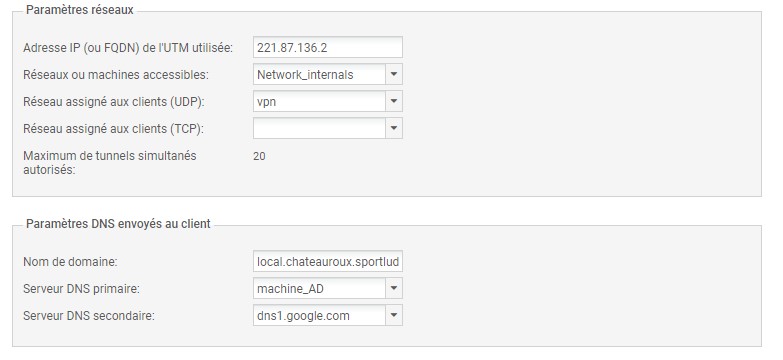 Paramètres réseaux
Adresse IP (ou FQDN) de l'UTM utilisée: 221.87.136.2
Réseaux ou machines accessibles: Network_internals
Réseau assigné aux clients (UDP): vpn
Réseau assigné aux clients (TCP):
Maximum de tunnels simultanés
autorisés: 20
Paramètres DNS envoyés au client
Nom de domaine: local.chateauroux.sportlud
Serveur DNS primaire: machine_AD
Serveur DNS secondaire: dns1.google.com